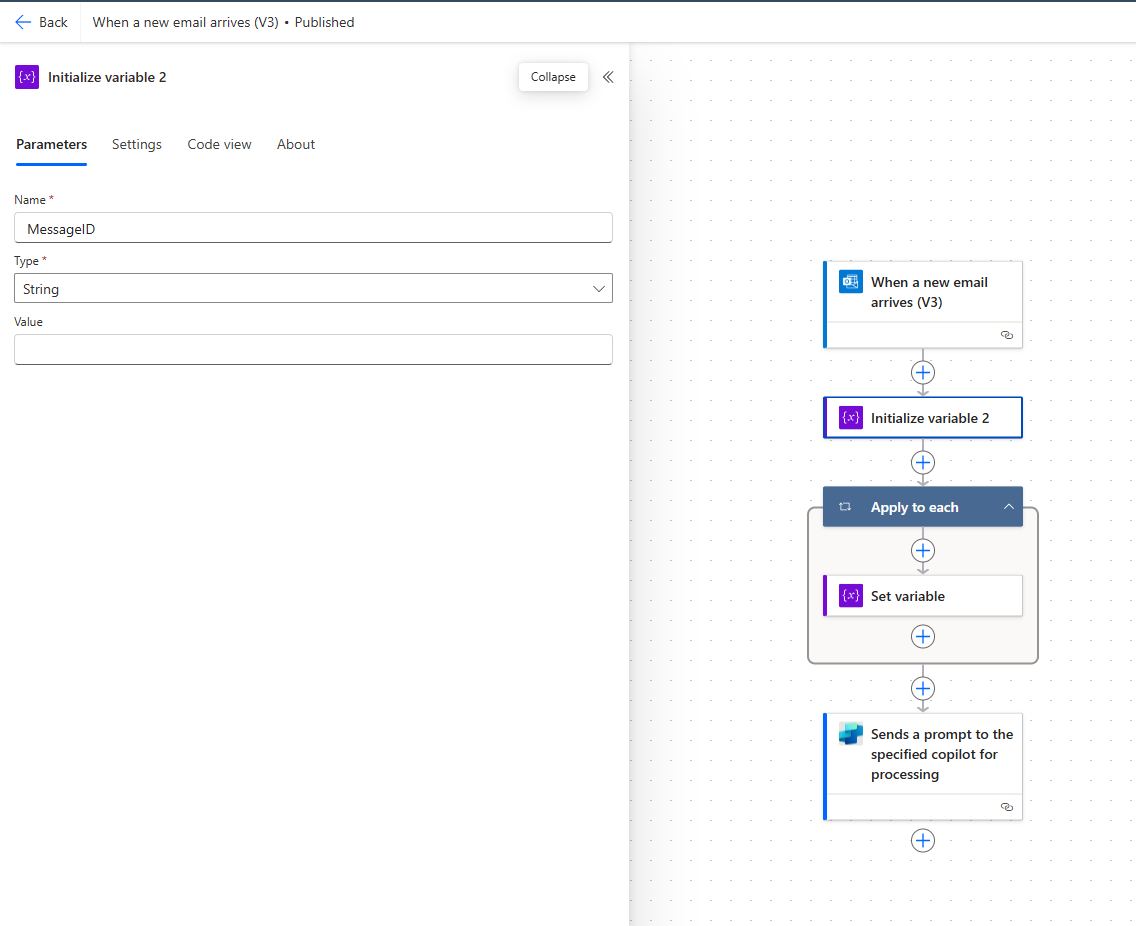 Back
When a new email arrives (V3) • Published
{x} Initialize variable 2
Collapse
Parameters Settings Code view About
Name *
MessageID
Type *
String
Value
When a new email
arrives (V3)
{x} Initialize variable 2
Apply to each
{x} Set variable
Sends a prompt to the
specified copilot for
processing